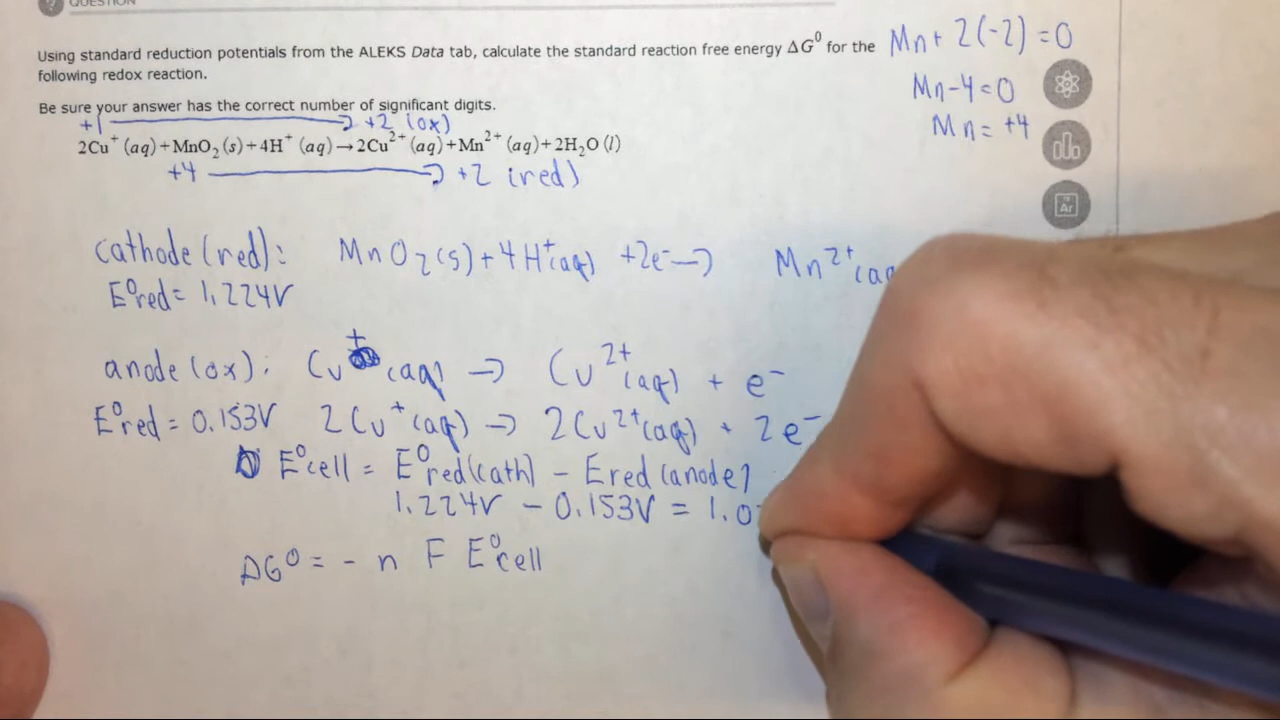 QUESTION
Using standard reduction potentials from the ALEKS Data tab, calculate the standard reaction free energy ΔG⁰ for the
following redox reaction.
Mn + 2(-2) = 0
Mn-4=0
Mn = +4
Be sure your answer has the correct number of significant digits.
+1 → +2 (ox)
2Cu⁺ (aq)+MnO₂ (s)+4H⁺ (aq)→2Cu²⁺ (aq)+Mn²⁺ (aq)+2H₂O (l)
+4 → +2 (red)
Ar
cathode (red): MnO₂(s)+4H⁺(aq) +2e⁻→ Mn²⁺(aq
E°red = 1.224V
anode (ox): Cu⁺(aq) → Cu²⁺(aq) + e⁻
E°red = 0.153V 2Cu⁺(aq) → 2Cu²⁺(aq) + 2e⁻
E°cell = E°red(cath) - Ered(anode)
1.224V - 0.153V = 1.0
ΔG⁰ = - n F E°cell